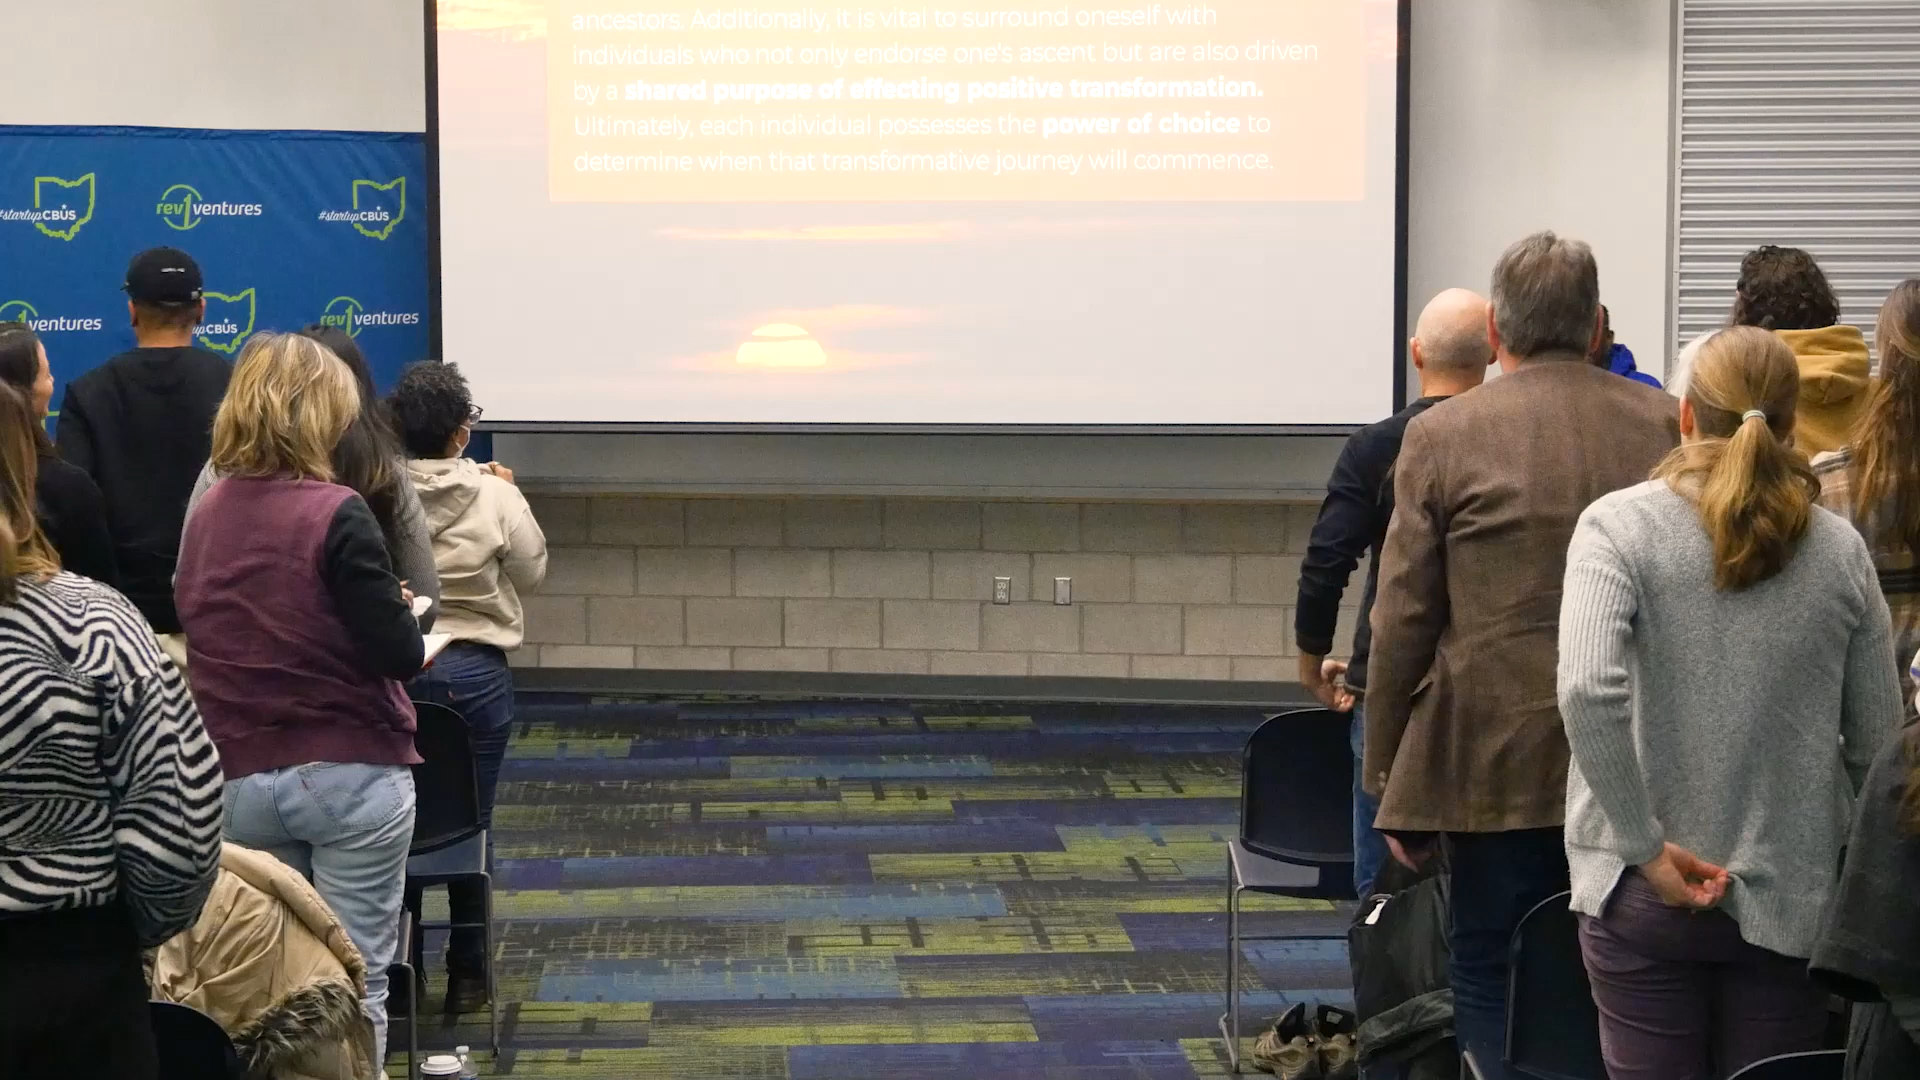 ancestors. Additionally, it is vital to surround oneself with
individuals who not only endorse one's ascent but are also driven
by a shared purpose of effecting positive transformation.
Ultimately, each individual possesses the power of choice to
determine when that transformative journey will commence.
#startupCBUS
rev1ventures
#startupCBUS
rev1ventures
upCBUS
rev1ventures